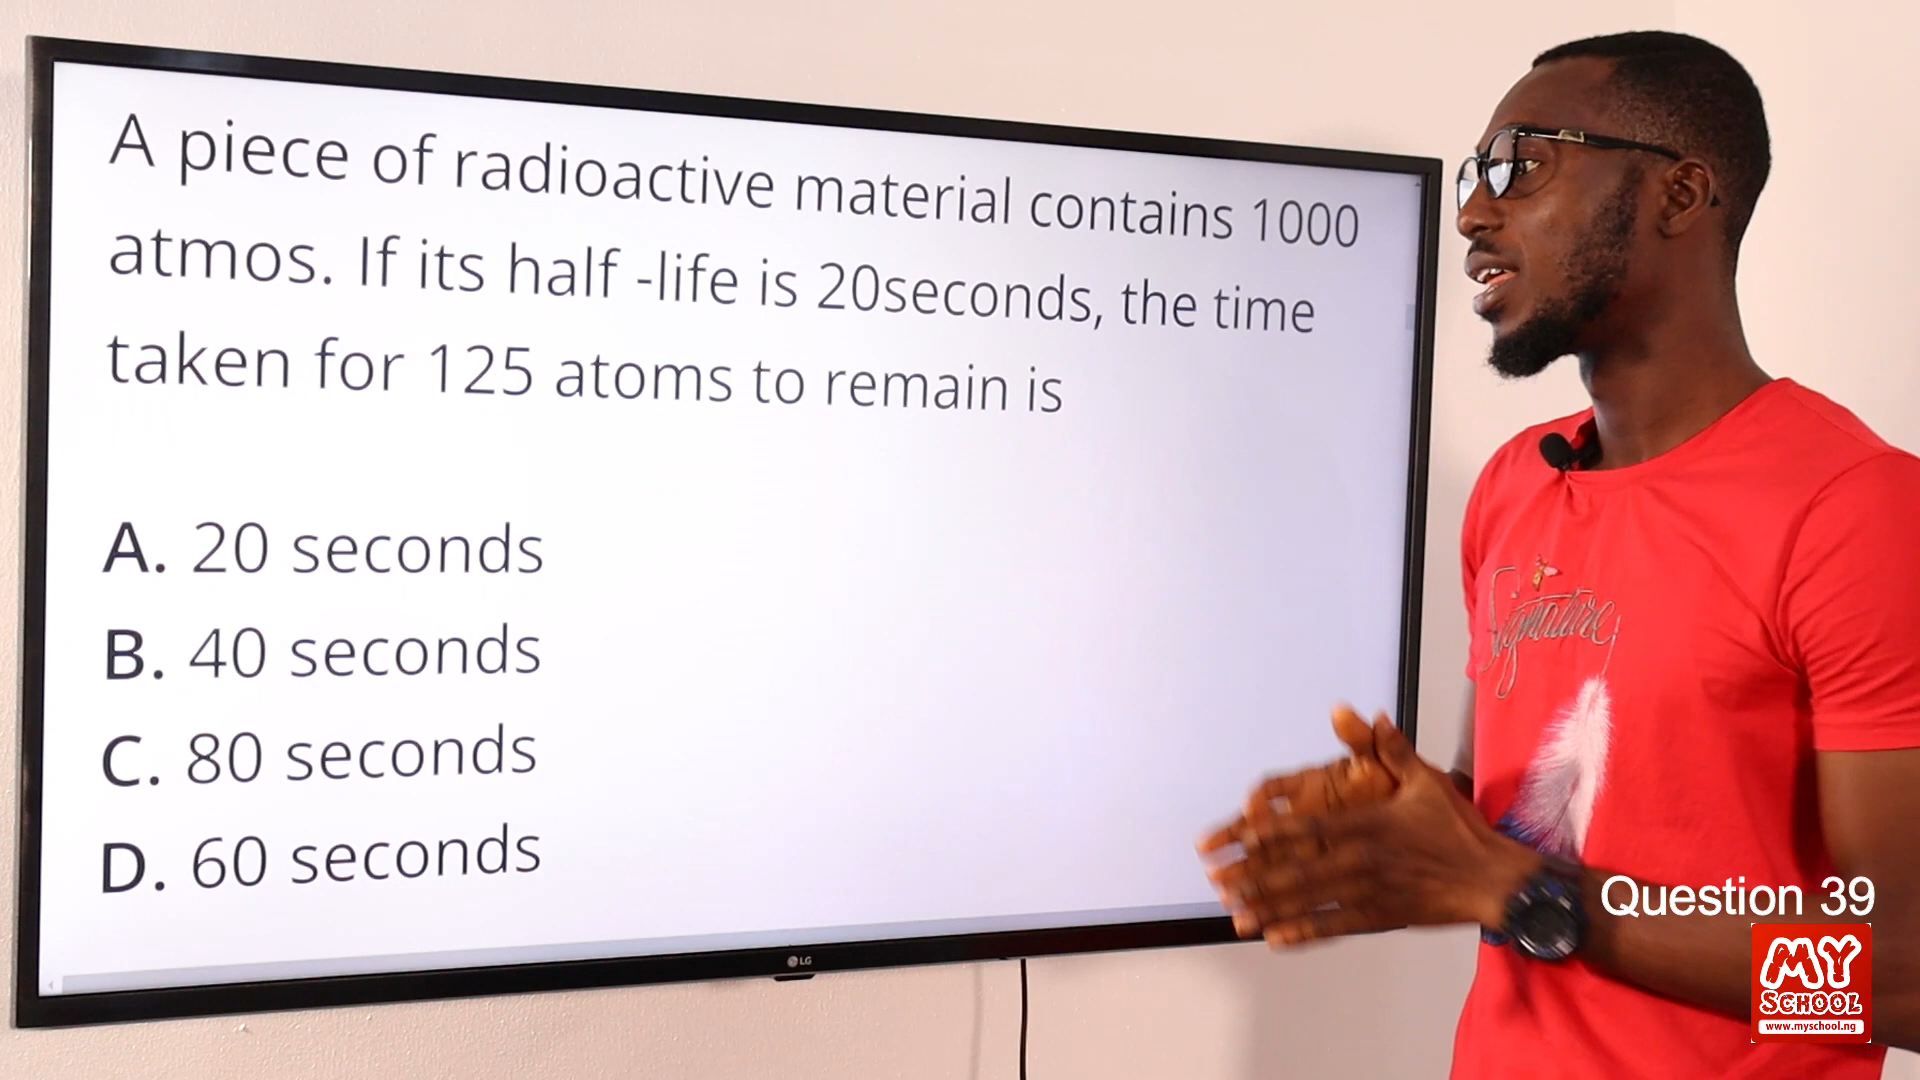 A piece of radioactive material contains 1000
atmos. If its half -life is 20seconds, the time
taken for 125 atoms to remain is
A. 20 seconds
B. 40 seconds
C. 80 seconds
D. 60 seconds
LG
Signature
Question 39
MY
SCHOOL
www.myschool.ng